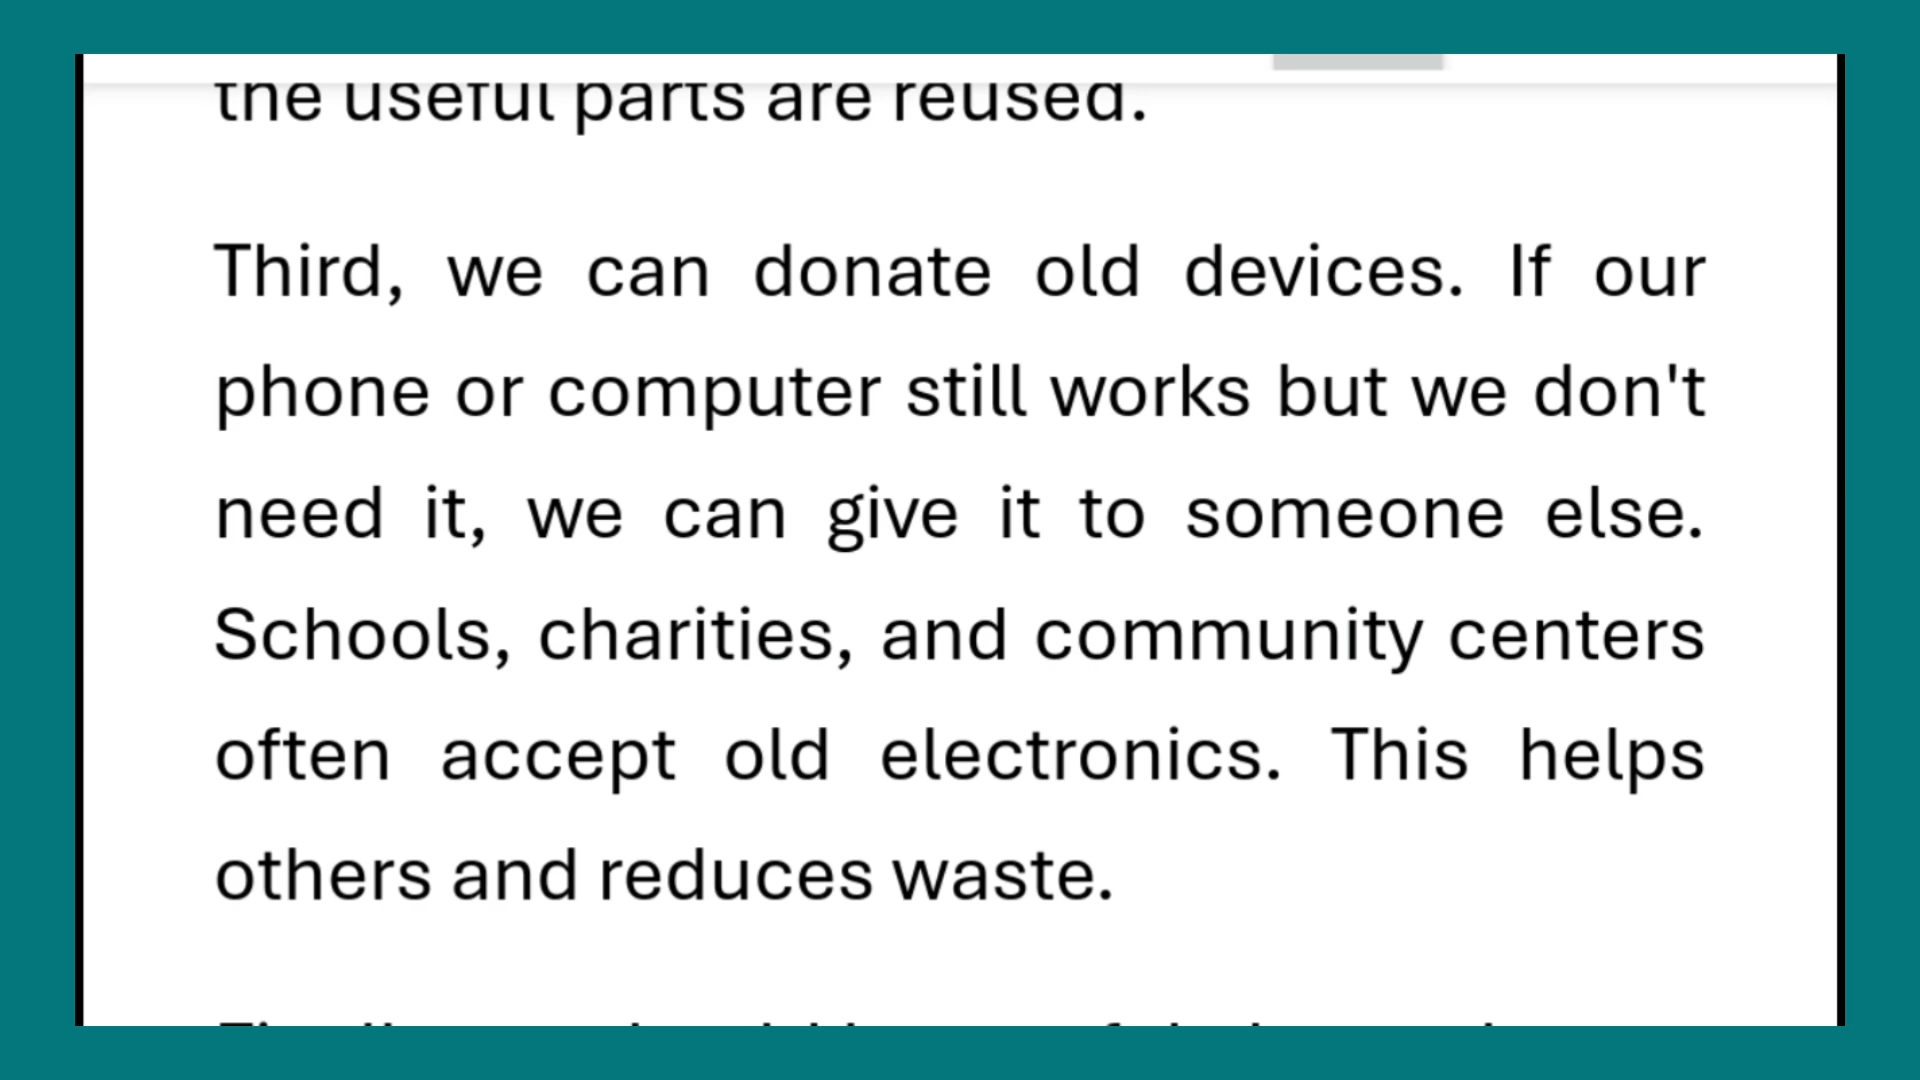 the useful parts are reused.
Third, we can donate old devices. If our
phone or computer still works but we don't
need it, we can give it to someone else.
Schools, charities, and community centers
often accept old electronics. This helps
others and reduces waste.